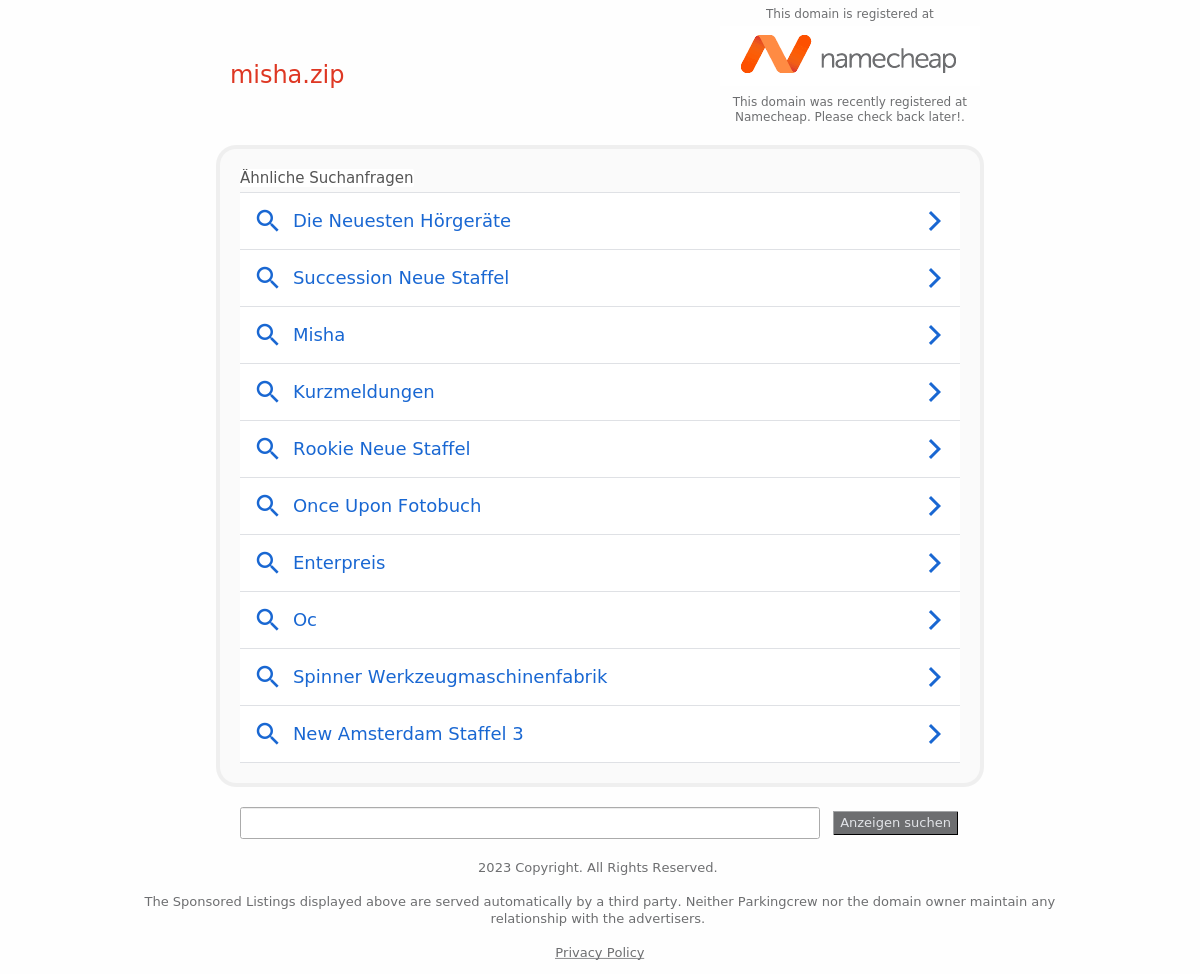 This domain is registered at
misha.zip
namecheap
This domain was recently registered at
Namecheap. Please check back later!.
Ähnliche Suchanfragen
Die Neuesten Hörgeräte
Succession Neue Staffel
Misha
Kurzmeldungen
Rookie Neue Staffel
Once Upon Fotobuch
Enterpreis
Oc
Spinner Werkzeugmaschinenfabrik
New Amsterdam Staffel 3
Anzeigen suchen
2023 Copyright. All Rights Reserved.
The Sponsored Listings displayed above are served automatically by a third party. Neither Parkingcrew nor the domain owner maintain any
relationship with the advertisers.
Privacy Policy